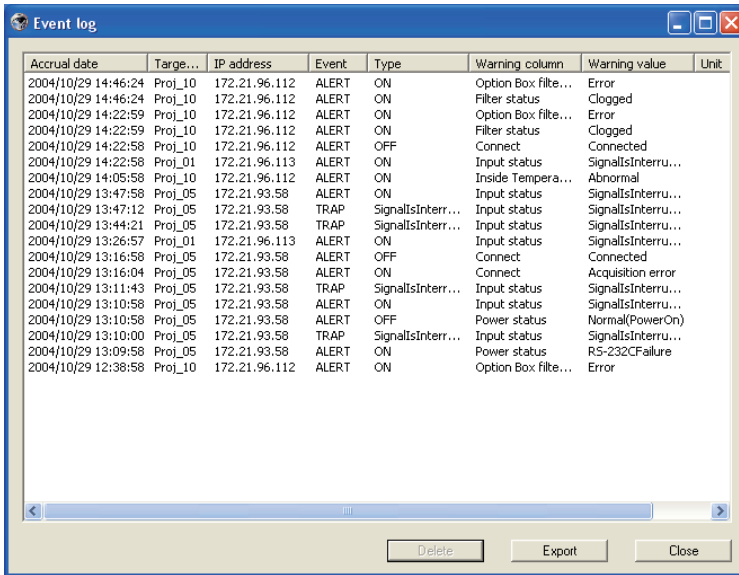 Event log
Accrual date Targe... IP address Event Type Warning column Warning value Unit
2004/10/29 14:46:24 Proj_10 172.21.96.112 ALERT ON Option Box filte... Error
2004/10/29 14:46:24 Proj_10 172.21.96.112 ALERT ON Filter status Clogged
2004/10/29 14:22:59 Proj_10 172.21.96.112 ALERT ON Option Box filte... Error
2004/10/29 14:22:59 Proj_10 172.21.96.112 ALERT ON Filter status Clogged
2004/10/29 14:22:58 Proj_10 172.21.96.112 ALERT OFF Connect Connected
2004/10/29 14:22:58 Proj_01 172.21.96.113 ALERT ON Input status SignalIsInterru...
2004/10/29 14:05:58 Proj_10 172.21.96.112 ALERT ON Inside Tempera... Abnormal
2004/10/29 13:47:58 Proj_05 172.21.93.58 ALERT ON Input status SignalIsInterru...
2004/10/29 13:47:12 Proj_05 172.21.93.58 TRAP SignalIsInterr... Input status SignalIsInterru...
2004/10/29 13:44:21 Proj_05 172.21.93.58 TRAP SignalIsInterr... Input status SignalIsInterru...
2004/10/29 13:26:57 Proj_01 172.21.96.113 ALERT ON Input status SignalIsInterru...
2004/10/29 13:16:58 Proj_05 172.21.93.58 ALERT OFF Connect Connected
2004/10/29 13:16:04 Proj_05 172.21.93.58 ALERT ON Connect Acquisition error
2004/10/29 13:11:43 Proj_05 172.21.93.58 TRAP SignalIsInterr... Input status SignalIsInterru...
2004/10/29 13:10:58 Proj_05 172.21.93.58 ALERT ON Input status SignalIsInterru...
2004/10/29 13:10:58 Proj_05 172.21.93.58 ALERT OFF Power status Normal(PowerOn)
2004/10/29 13:10:00 Proj_05 172.21.93.58 TRAP SignalIsInterr... Input status SignalIsInterru...
2004/10/29 13:09:58 Proj_05 172.21.93.58 ALERT ON Power status RS-232CFailure
2004/10/29 12:38:58 Proj_10 172.21.96.112 ALERT ON Option Box filte... Error
Delete Export Close